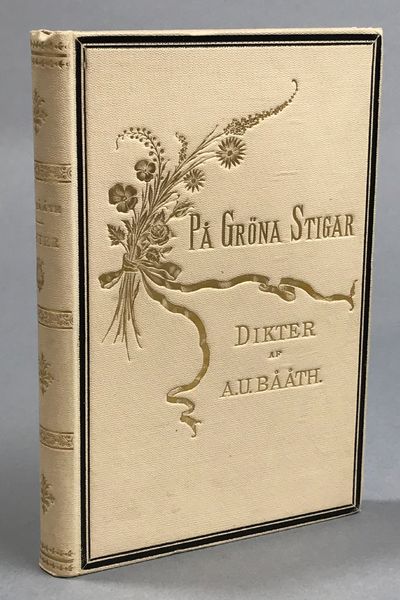 PÅ GRÖNA STIGAR
DIKTER
AF
A.U. BÅÅTH.